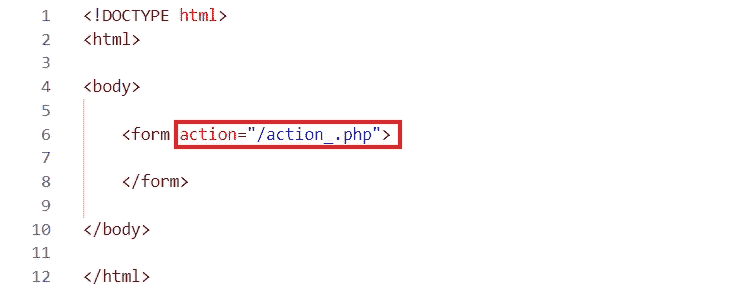 1 <!DOCTYPE html>
2 <html>
3
4 <body>
5
6 <form action="/action_.php">
7
8 </form>
9
10 </body>
11
12 </html>